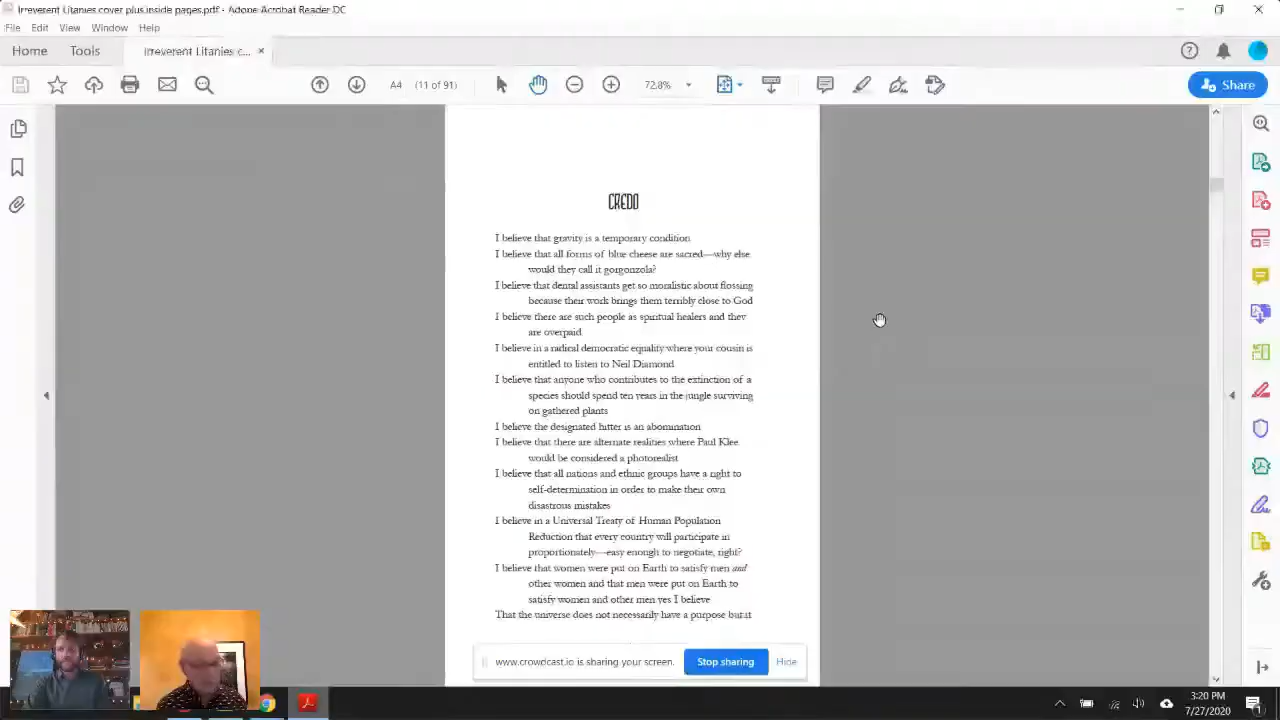 Irreverent Litanies cover plus inside pages.pdf - Adobe Acrobat Reader DC
File Edit View Window Help
Home Tools Irreverent Litanies c... ×
A4 (11 of 91) 72.8% Share
CREDO
I believe that gravity is a temporary condition
I believe that all forms of blue cheese are sacred—why else
would they call it gorgonzola?
I believe that dental assistants get so moralistic about flossing
because their work brings them terribly close to God
I believe there are such people as spiritual healers and they
are overpaid
I believe in a radical democratic equality where your cousin is
entitled to listen to Neil Diamond
I believe that anyone who contributes to the extinction of a
species should spend ten years in the jungle surviving
on gathered plants
I believe the designated hitter is an abomination
I believe that there are alternate realities where Paul Klee
would be considered a photorealist
I believe that all nations and ethnic groups have a right to
self-determination in order to make their own
disastrous mistakes
I believe in a Universal Treaty of Human Population
Reduction that every country will participate in
proportionately—easy enough to negotiate, right?
I believe that women were put on Earth to satisfy men and
other women and that men were put on Earth to
satisfy women and other men yes I believe
That the universe does not necessarily have a purpose but it
www.crowdcast.io is sharing your screen. Stop sharing Hide
3:20 PM
7/27/2020